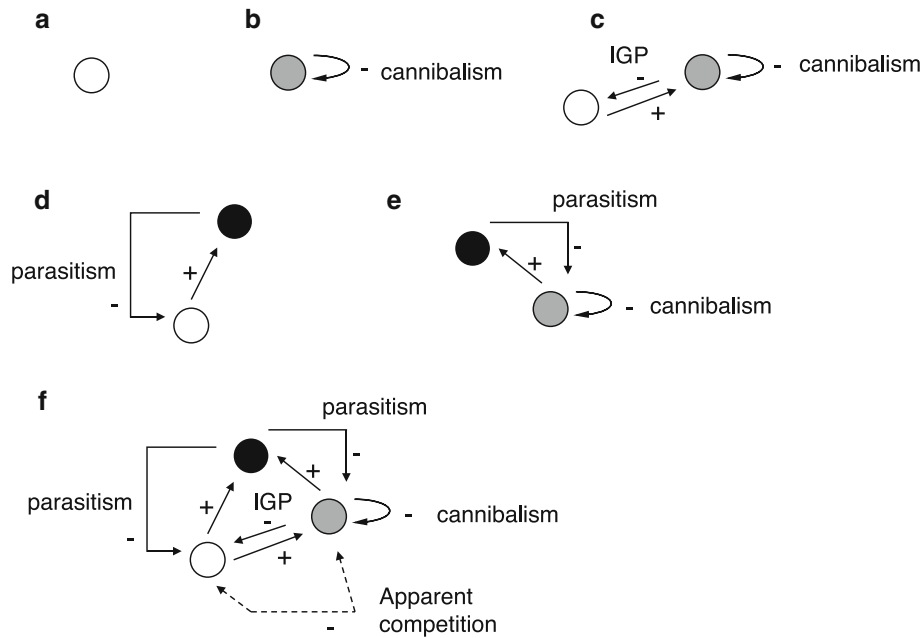 a
b
- cannibalism
c
IGP
-
+
- cannibalism
d
parasitism
+
-
e
parasitism
-
+
- cannibalism
f
parasitism
-
parasitism
+
+
IGP
-
- cannibalism
-
+
Apparent
competition
-